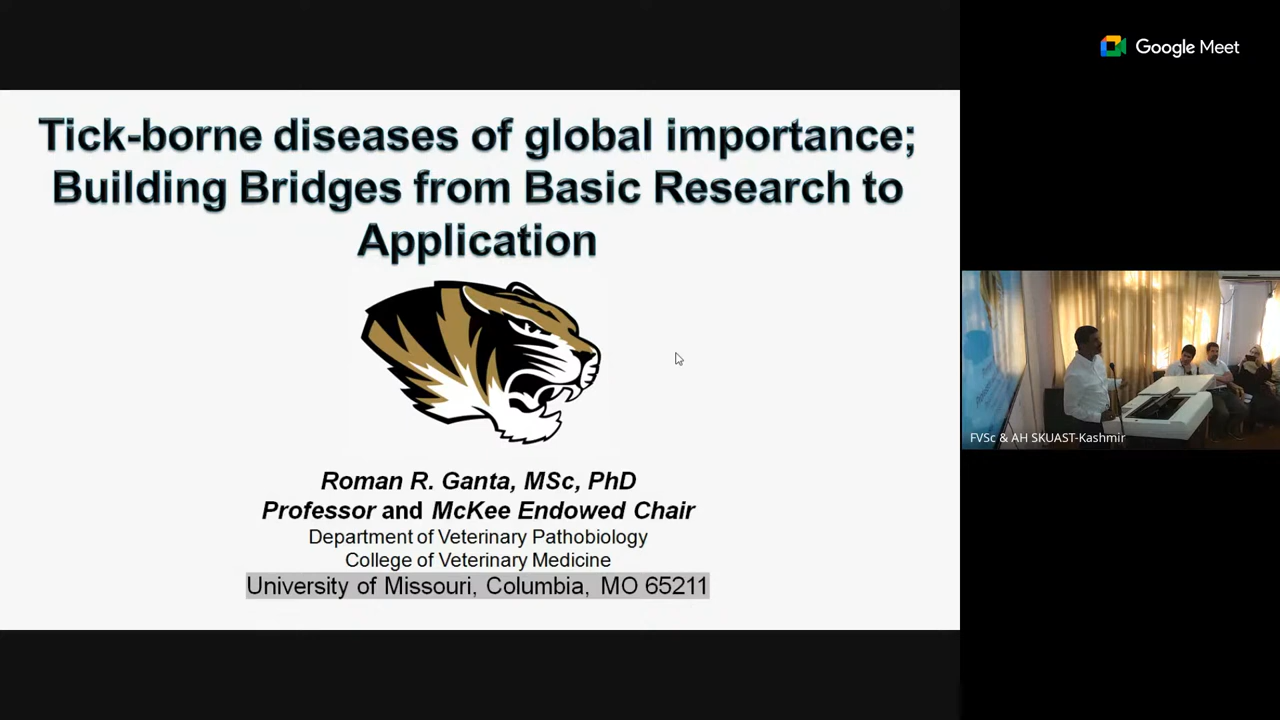 Tick-borne diseases of global importance;
Building Bridges from Basic Research to
Application
Roman R. Ganta, MSc, PhD
Professor and McKee Endowed Chair
Department of Veterinary Pathobiology
College of Veterinary Medicine
University of Missouri, Columbia, MO 65211
Google Meet
FVSc & AH SKUAST-Kashmir